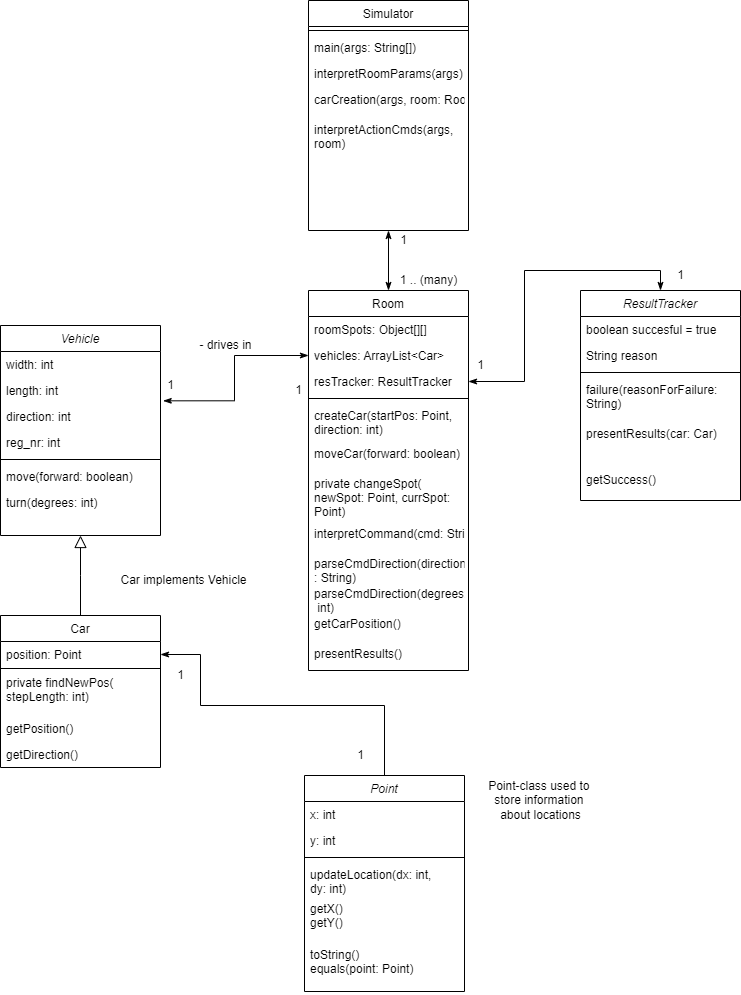 Simulator
main(args: String[])
interpretRoomParams(args)
carCreation(args, room: Roo
interpretActionCmds(args,
room)
1
1 .. (many)
Room
roomSpots: Object[][]
vehicles: ArrayList<Car>
resTracker: ResultTracker
createCar(startPos: Point,
direction: int)
moveCar(forward: boolean)
private changeSpot(
newSpot: Point, currSpot:
Point)
interpretCommand(cmd: Stri
parseCmdDirection(direction
: String)
parseCmdDirection(degrees
int)
getCarPosition()
presentResults()
1
1
ResultTracker
boolean succesful = true
String reason
failure(reasonForFailure:
String)
presentResults(car: Car)
getSuccess()
- drives in
1
1
Vehicle
width: int
length: int
direction: int
reg_nr: int
move(forward: boolean)
turn(degrees: int)
Car implements Vehicle
Car
position: Point
private findNewPos(
stepLength: int)
getPosition()
getDirection()
1
1
Point
x: int
y: int
updateLocation(dx: int,
dy: int)
getX()
getY()
toString()
equals(point: Point)
Point-class used to
store information
about locations